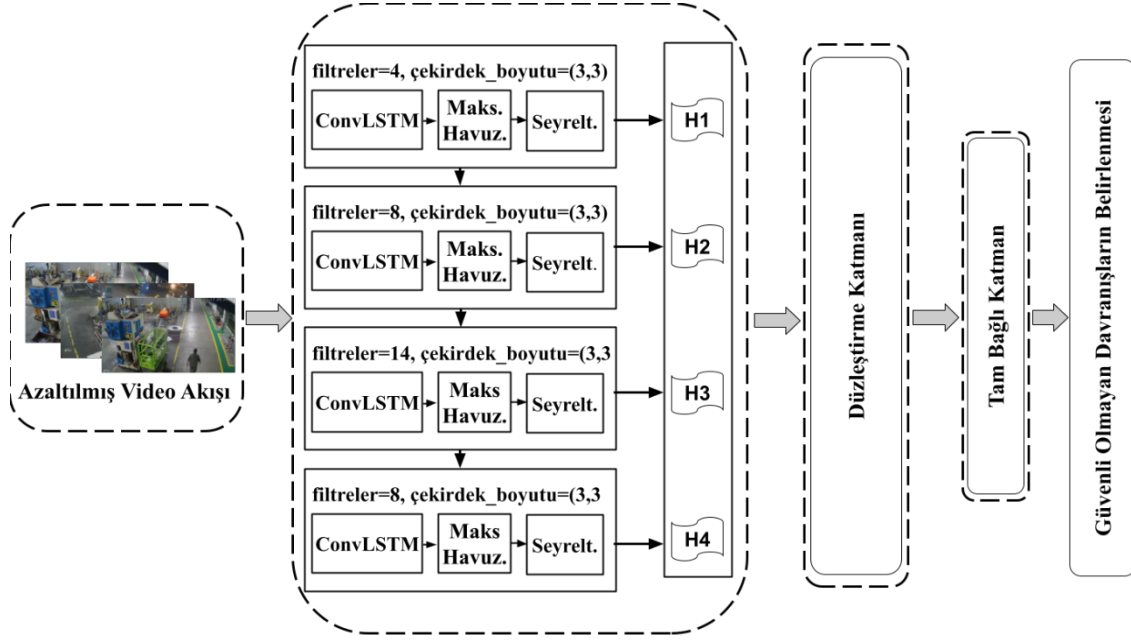 Azaltılmış Video Akışı
filtreler=4, çekirdek_boyutu=(3,3)
ConvLSTM
Maks.
Havuz.
Seyrelt.
H1
filtreler=8, çekirdek_boyutu=(3,3)
ConvLSTM
Maks.
Havuz.
Seyrelt.
H2
filtreler=14, çekirdek_boyutu=(3,3
ConvLSTM
Maks
Havuz.
Seyrelt.
H3
filtreler=8, çekirdek_boyutu=(3,3
ConvLSTM
Maks
Havuz.
Seyrelt.
H4
Düzleştirme Katmanı
Tam Bağlı Katman
Güvenli Olmayan Davranışların Belirlenmesi